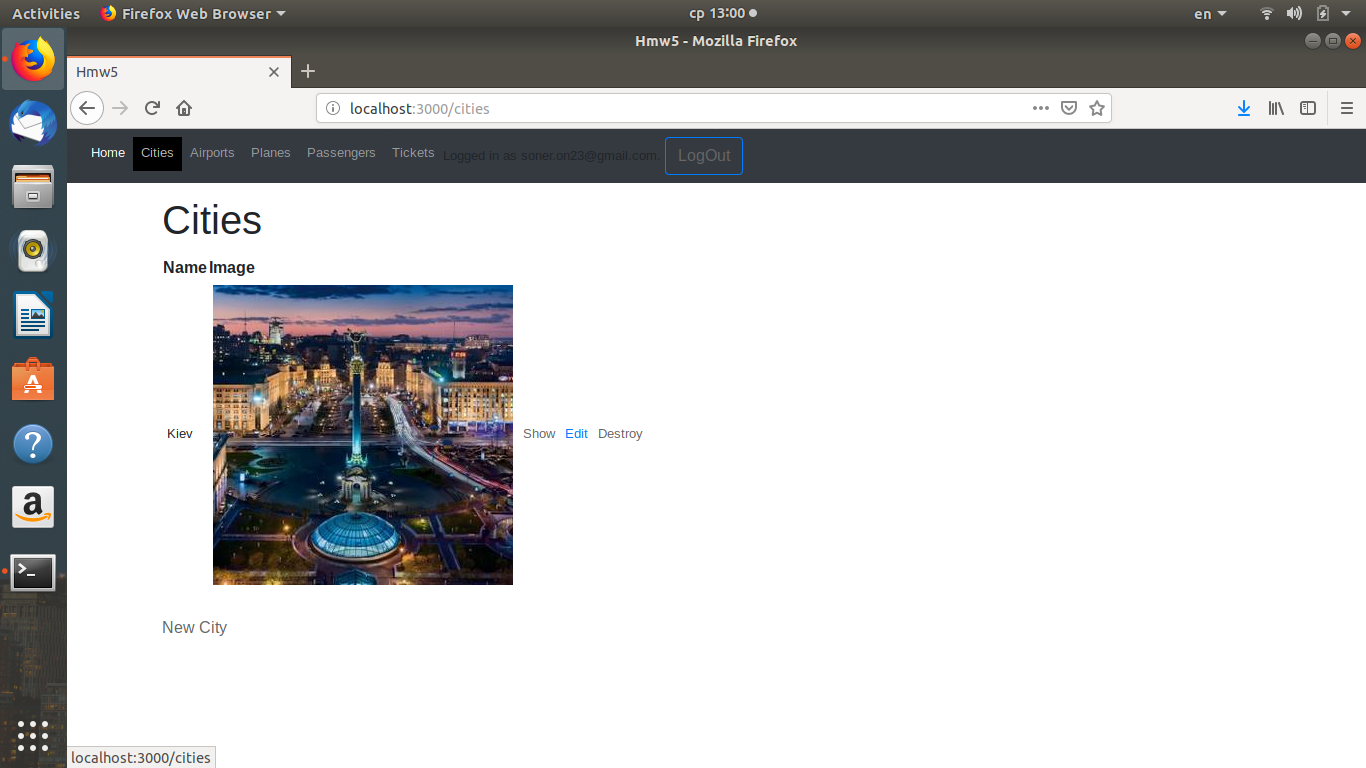 Activities Firefox Web Browser ср 13:00 en
Hmw5 - Mozilla Firefox
Hmw5
localhost:3000/cities
Home Cities Airports Planes Passengers Tickets Logged in as soner.on23@gmail.com. LogOut
Cities
Name Image
Kiev Show Edit Destroy
New City
localhost:3000/cities